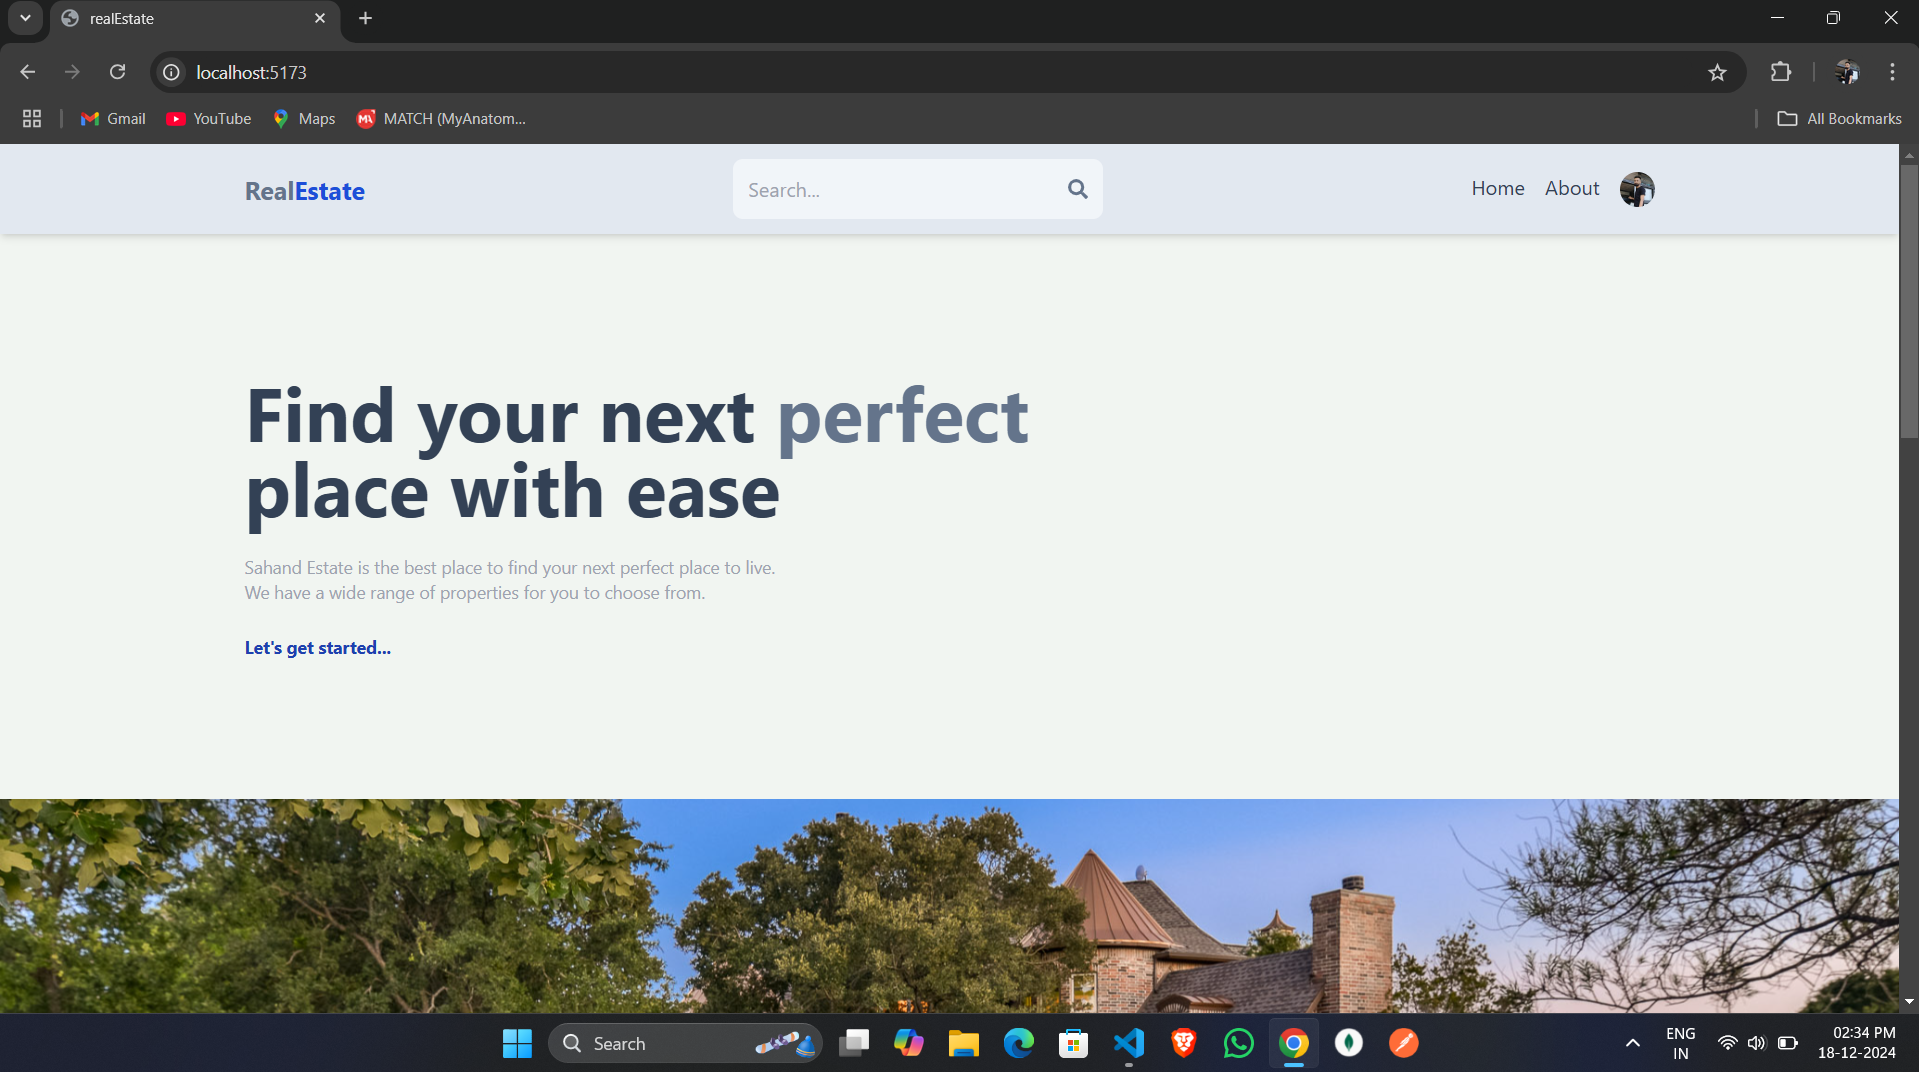 realEstate
localhost:5173
Gmail
YouTube
Maps
MATCH (MyAnatom...
All Bookmarks
RealEstate
Search...
Home
About
Find your next perfect
place with ease
Sahand Estate is the best place to find your next perfect place to live.
We have a wide range of properties for you to choose from.
Let's get started...
Search
ENG
IN
02:34 PM
18-12-2024